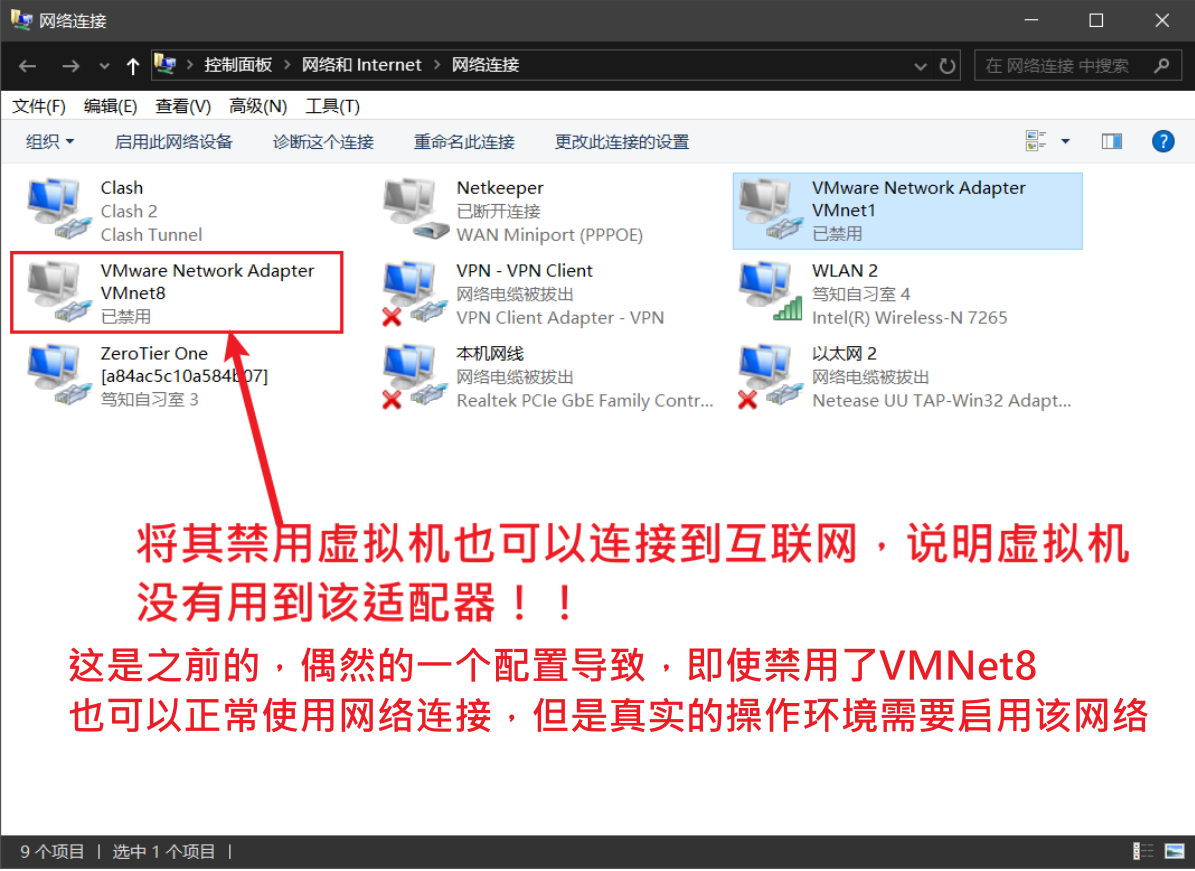 网络连接
控制面板 > 网络和 Internet > 网络连接
在 网络连接 中搜索
文件(F) 编辑(E) 查看(V) 高级(N) 工具(T)
组织 启用此网络设备 诊断这个连接 重命名此连接 更改此连接的设置
Clash
Clash 2
Clash Tunnel
Netkeeper
已断开连接
WAN Miniport (PPPOE)
VMware Network Adapter
VMnet1
已禁用
VMware Network Adapter
VMnet8
已禁用
VPN - VPN Client
网络电缆被拔出
VPN Client Adapter - VPN
WLAN 2
笃知自习室 4
Intel(R) Wireless-N 7265
ZeroTier One
[a84ac5c10a584b07]
笃知自习室 3
本机网线
网络电缆被拔出
Realtek PCIe GbE Family Contr...
以太网 2
网络电缆被拔出
Netease UU TAP-Win32 Adapt...
将其禁用虚拟机也可以连接到互联网，说明虚拟机
没有用到该适配器！！
这是之前的，偶然的一个配置导致，即使禁用了VMNet8
也可以正常使用网络连接，但是真实的操作环境需要启用该网络
9 个项目 | 选中 1 个项目 |